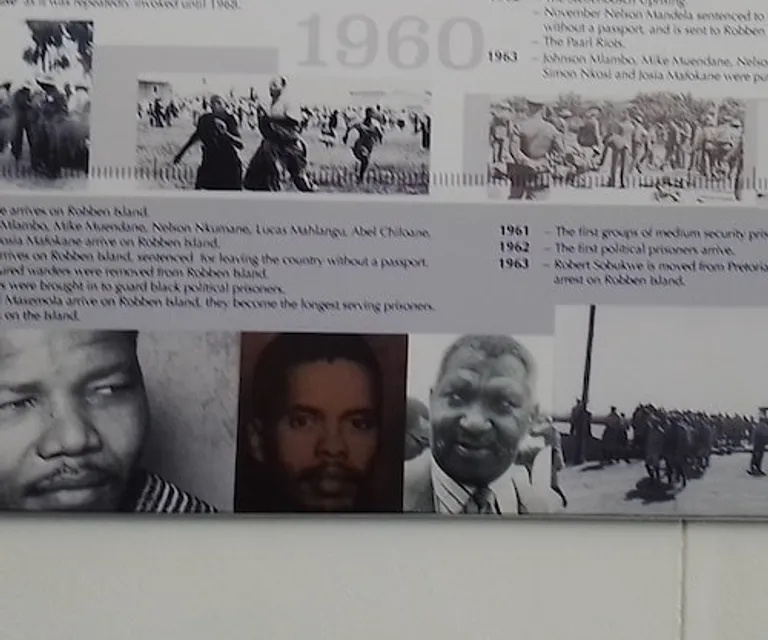 as it was repeatedly invoked until 1968.
1960
– November Nelson Mandela sentenced to
without a passport, and is sent to Robben
– The Paarl Riots.
1963 – Johnson Mlambo, Mike Muendane, Nelso
Simon Nkosi and Josia Mafokane were pu
e arrives on Robben Island.
Mlambo, Mike Muendane, Nelson Nkumane, Lucas Mahlangu, Abel Chiloane,
osia Mafokane arrive on Robben Island.
rrives on Robben Island, sentenced for leaving the country without a passport.
ured warders were removed from Robben Island.
s were brought in to guard black political prisoners.
Masemola arrive on Robben Island, they become the longest serving prisoners.
on the Island.
1961 – The first groups of medium security pris
1962 – The first political prisoners arrive.
1963 – Robert Sobukwe is moved from Pretoria
arrest on Robben Island.